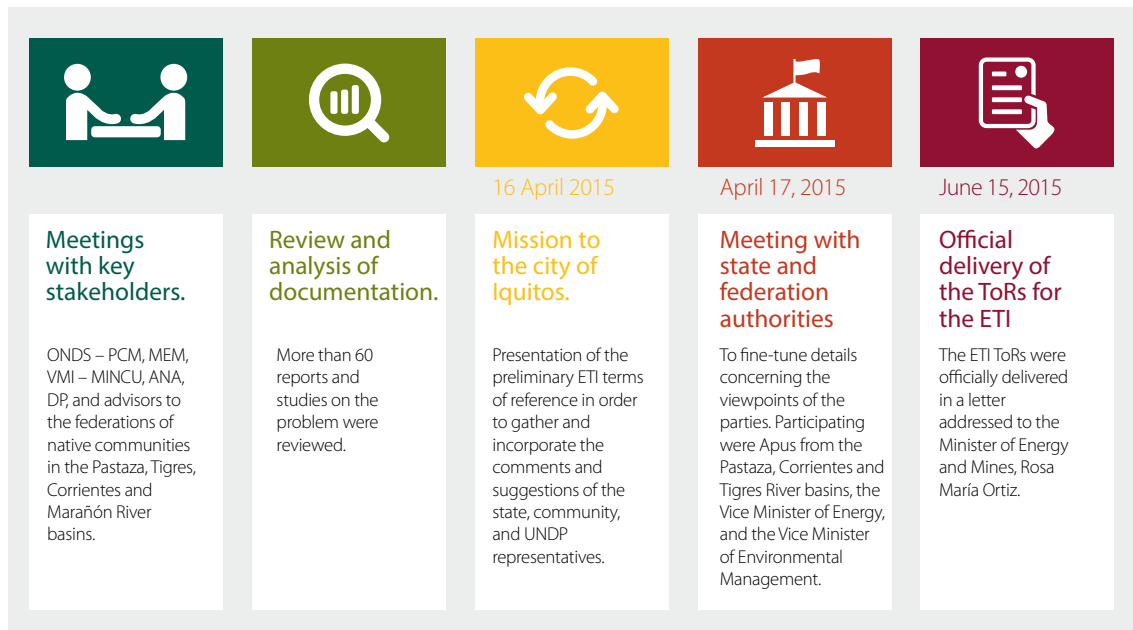 Meetings
with key
stakeholders.
ONDS – PCM, MEM,
VMI – MINCU, ANA,
DP, and advisors to
the federations of
native communities
in the Pastaza, Tigres,
Corrientes and
Marañón River
basins.
Review and
analysis of
documentation.
More than 60
reports and
studies on the
problem were
reviewed.
16 April 2015
Mission to
the city of
Iquitos.
Presentation of the
preliminary ETI terms
of reference in order
to gather and
incorporate the
comments and
suggestions of the
state, community,
and UNDP
representatives.
April 17, 2015
Meeting with
state and
federation
authorities
To fine-tune details
concerning the
viewpoints of the
parties. Participating
were Apus from the
Pastaza, Corrientes and
Tigres River basins, the
Vice Minister of Energy,
and the Vice Minister
of Environmental
Management.
June 15, 2015
Official
delivery of
the ToRs for
the ETI
The ETI ToRs were
officially delivered
in a letter
addressed to the
Minister of Energy
and Mines, Rosa
María Ortiz.